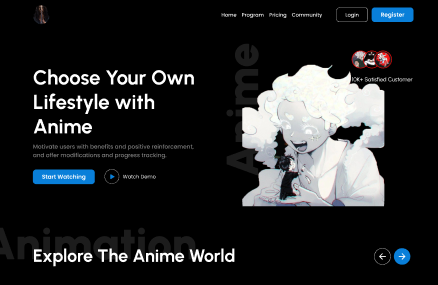 Home Program Pricing Community Login Register
Anime
10K+ Satisfied Customer
Choose Your Own
Lifestyle with
Anime
Motivate users with benefits and positive reinforcement,
and offer modifications and progress tracking.
Start Watching Watch Demo
Animation
Explore The Anime World